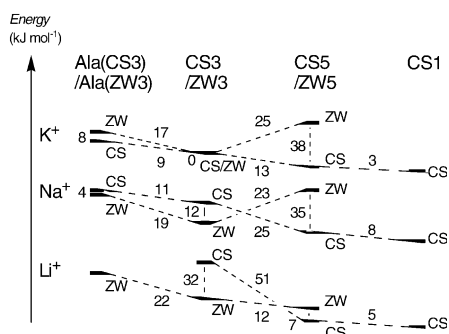 Energy
(kJ mol⁻¹)
Ala(CS3) CS3 CS5 CS1
/Ala(ZW3) /ZW3 /ZW5
ZW 17 25 ZW
K⁺ 8 0 38 3
CS 9 CS/ZW 13 CS CS
Na⁺ 4 CS 11 CS 23 ZW
12 35 8
ZW 19 ZW 25 CS CS
CS
Li⁺ 32 51 ZW
ZW 22 ZW 12 7 5
CS CS